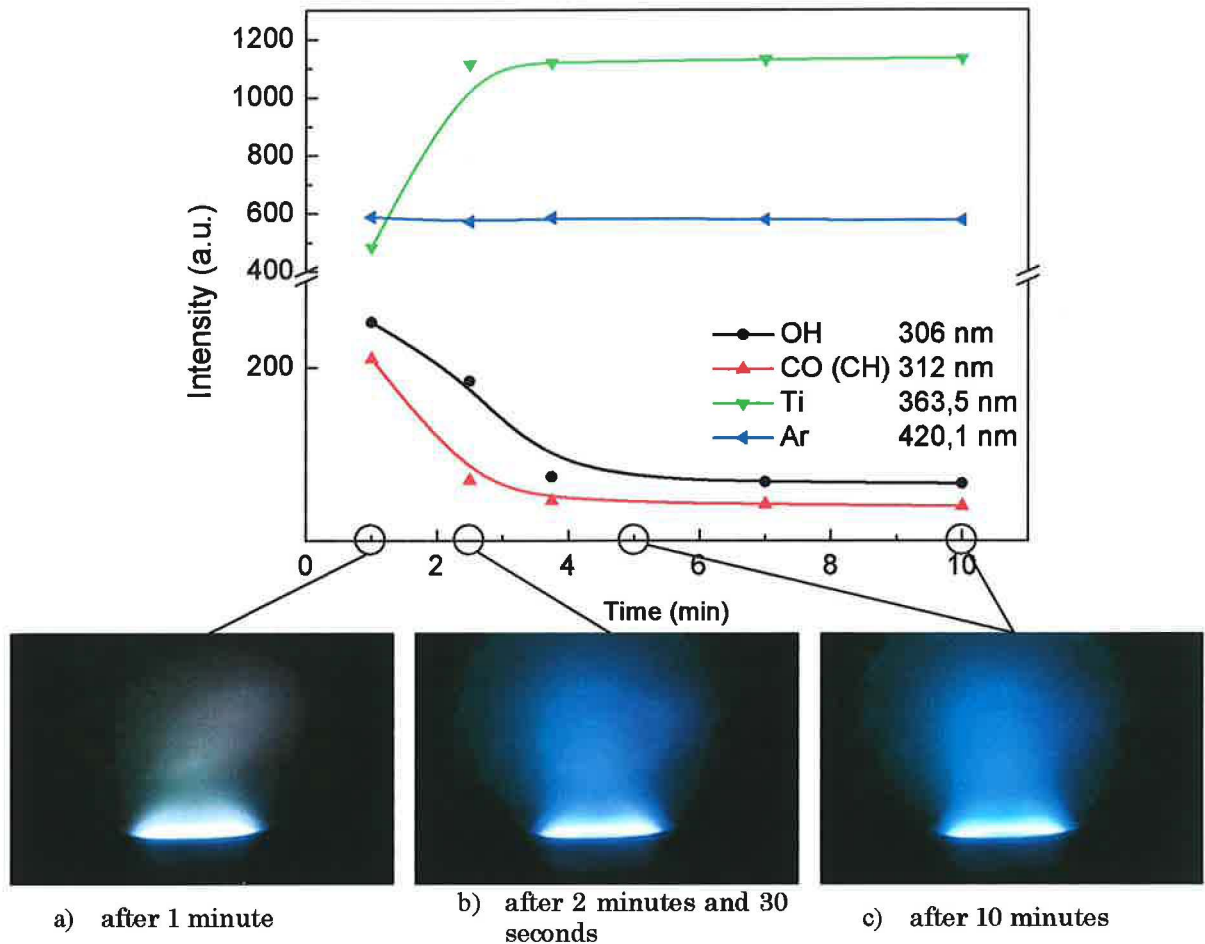 1200
1000
800
600
400
200
Intensity (a.u.)
OH 306 nm
CO (CH) 312 nm
Ti 363,5 nm
Ar 420,1 nm
0 2 4 6 8 10
Time (min)
a) after 1 minute
b) after 2 minutes and 30
seconds
c) after 10 minutes